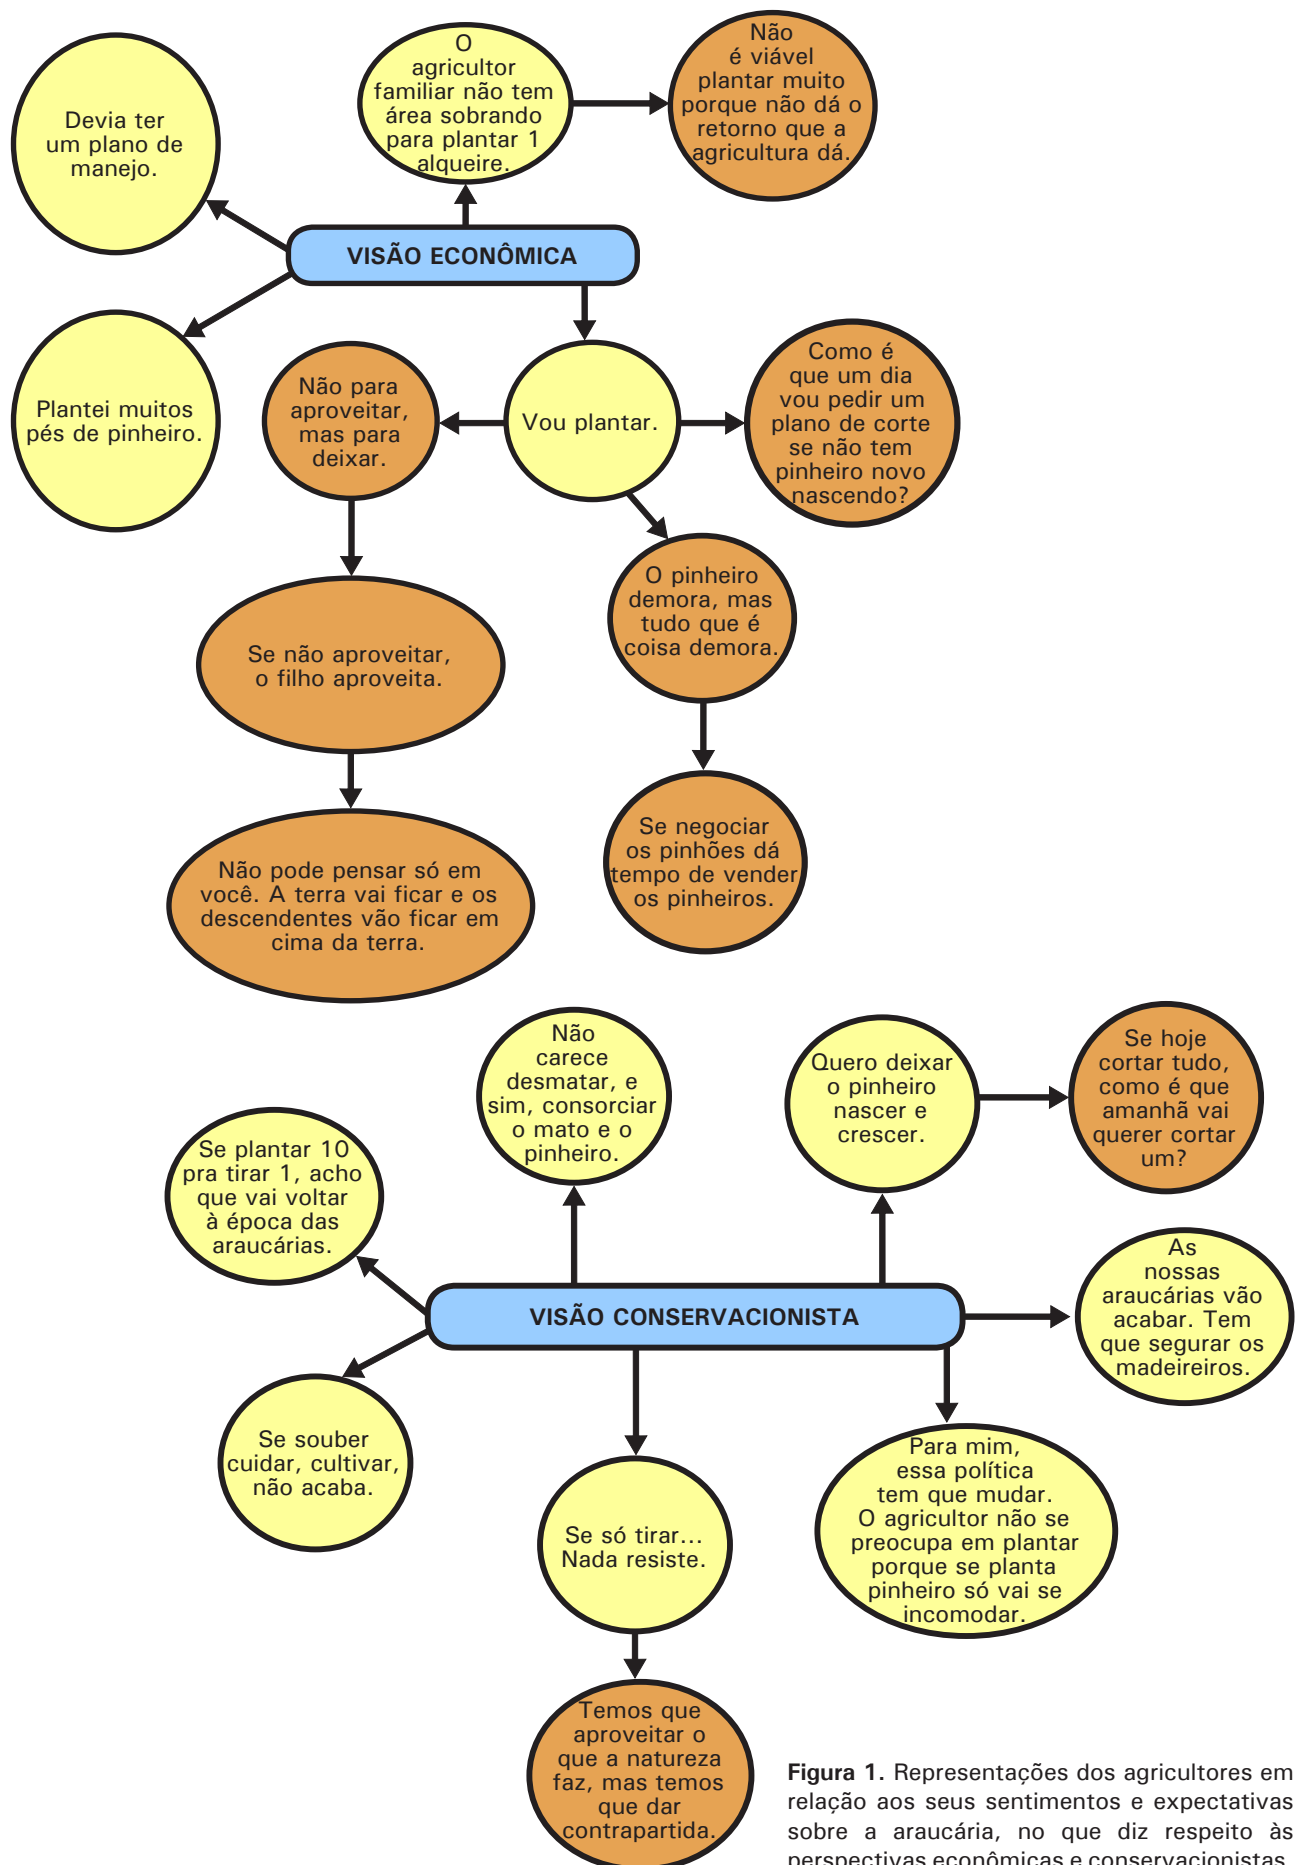 O
agricultor
familiar não tem
área sobrando
para plantar 1
alqueire.
Não
é viável
plantar muito
porque não dá o
retorno que a
agricultura dá.
Devia ter
um plano de
manejo.
VISÃO ECONÔMICA
Plantei muitos
pés de pinheiro.
Não para
aproveitar,
mas para
deixar.
Vou plantar.
Como é
que um dia
vou pedir um
plano de corte
se não tem
pinheiro novo
nascendo?
O pinheiro
demora, mas
tudo que é
coisa demora.
Se não aproveitar,
o filho aproveita.
Se negociar
os pinhões dá
tempo de vender
os pinheiros.
Não pode pensar só em
você. A terra vai ficar e os
descendentes vão ficar em
cima da terra.
Não
carece
desmatar, e
sim, consorciar
o mato e o
pinheiro.
Quero deixar
o pinheiro
nascer e
crescer.
Se hoje
cortar tudo,
como é que
amanhã vai
querer cortar
um?
Se plantar 10
pra tirar 1, acho
que vai voltar
à época das
araucárias.
As
nossas
araucárias vão
acabar. Tem
que segurar os
madeireiros.
VISÃO CONSERVACIONISTA
Se souber
cuidar, cultivar,
não acaba.
Se só tirar...
Nada resiste.
Para mim,
essa política
tem que mudar.
O agricultor não se
preocupa em plantar
porque se planta
pinheiro só vai se
incomodar.
Temos que
aproveitar o
que a natureza
faz, mas temos
que dar
contrapartida.
Figura 1. Representações dos agricultores em
relação aos seus sentimentos e expectativas
sobre a araucária, no que diz respeito às
perspectivas econômicas e conservacionistas.